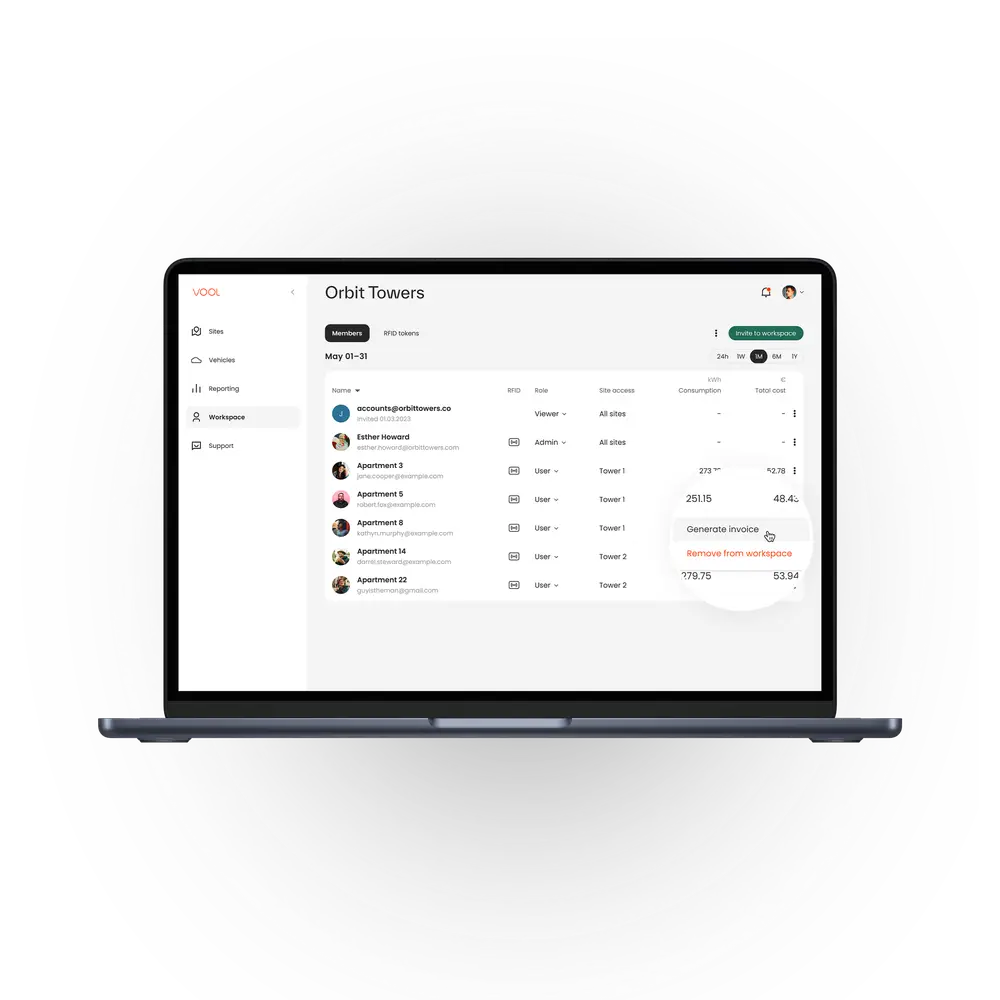 VOOL
Orbit Towers
Sites
Vehicles
Reporting
Workspace
Support
Members RFID tokens Invite to workspace
May 01–31 24h 1W 1M 6M 1Y
kWh €
Name RFID Role Site access Consumption Total cost
J accounts@orbittowers.co Viewer All sites - -
Invited 01.03.2023
Esther Howard Admin All sites - -
esther.howard@orbittowers.com
Apartment 3 User Tower 1 52.78
jane.cooper@example.com
Apartment 5 User Tower 1 251.15
robert.fox@example.com
Apartment 8 User Tower 1
kathyn.murphy@example.com
Generate invoice
Remove from workspace
Apartment 14 User Tower 2
Apartment 22 User Tower 2 279.75 53.94
guyistheman@gmail.com